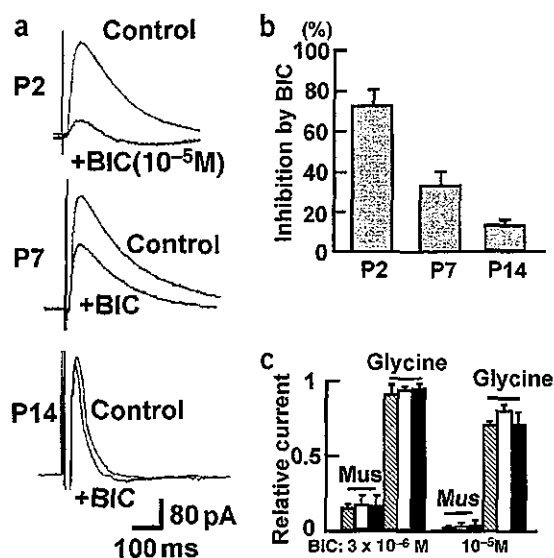 a
Control
P2
+BIC(10⁻⁵M)
P7
Control
+BIC
P14
Control
+BIC
80 pA
100 ms
b
(%)
Inhibition by BIC
100
80
60
40
20
0
P2 P7 P14
c
Relative current
1
0.5
0
Mus
Glycine
Mus
Glycine
BIC: 3 x 10⁻⁶ M 10⁻⁵M